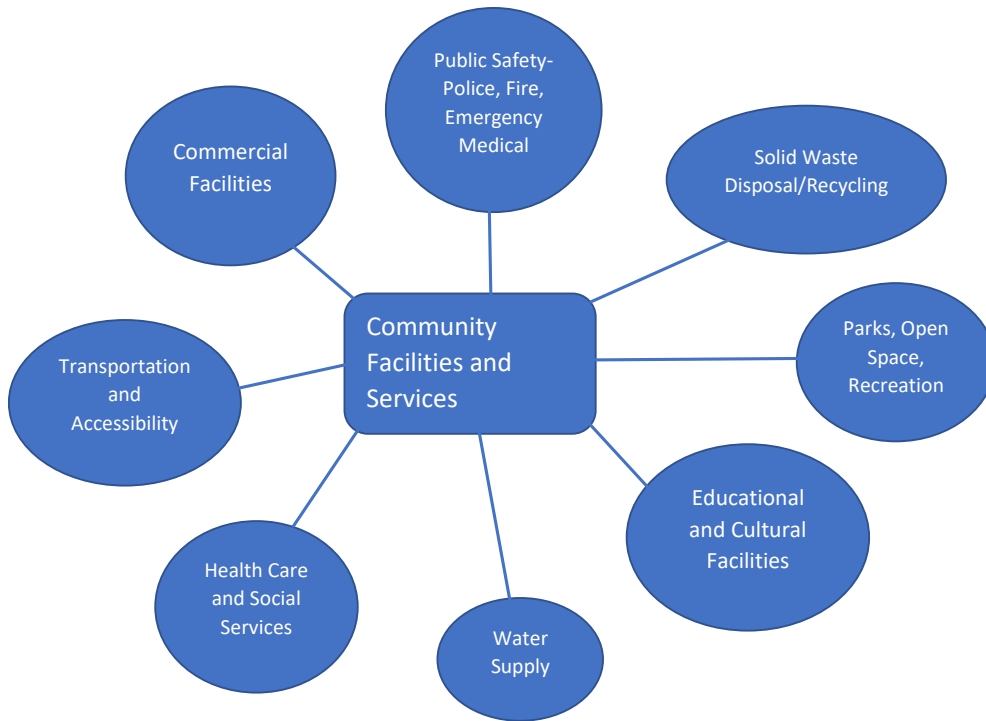 Public Safety-
Police, Fire,
Emergency
Medical
Commercial
Facilities
Solid Waste
Disposal/Recycling
Community
Facilities and
Services
Parks, Open
Space,
Recreation
Transportation
and
Accessibility
Educational
and Cultural
Facilities
Health Care
and Social
Services
Water
Supply